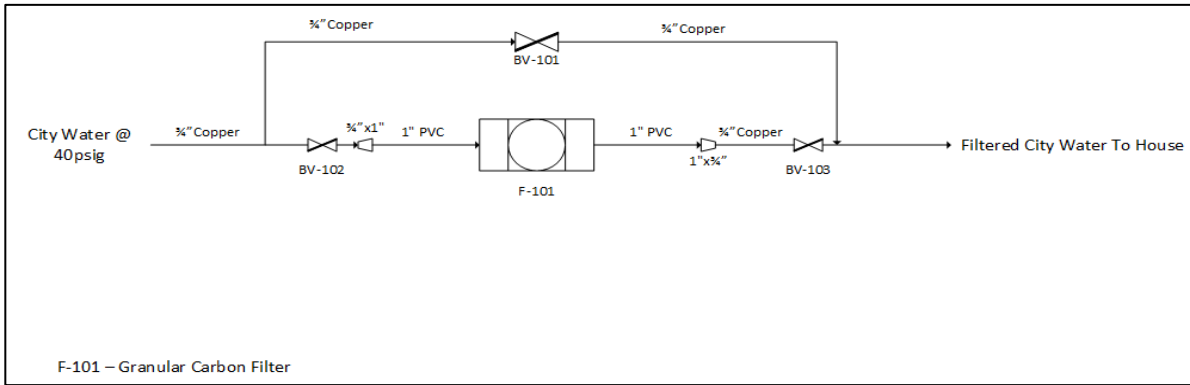 ¾”Copper
¾”Copper
BV-101
City Water @
40psig
¾”Copper
¾”x1"
1” PVC
1” PVC
¾”Copper
Filtered City Water To House
BV-102
1"x¾”
BV-103
F-101
F-101 – Granular Carbon Filter